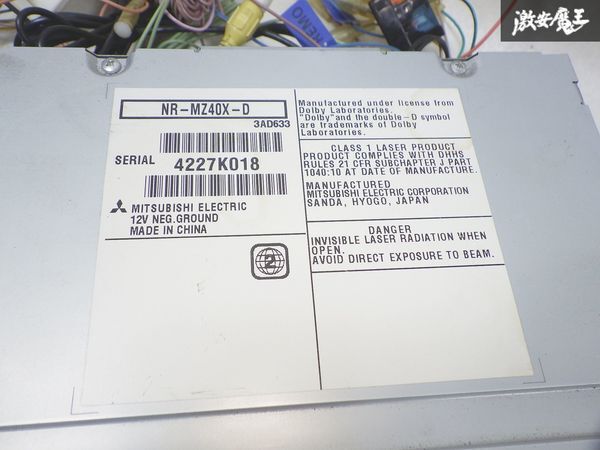 激安魔王
REMO
NR-MZ40X-D
3AD633
SERIAL 4227K018
MITSUBISHI ELECTRIC
12V NEG.GROUND
MADE IN CHINA
2
Manufactured under license from
Dolby Laboratories.
"Dolby"and the double-D symbol
are trademarks of Dolby
Laboratories.
CLASS 1 LASER PRODUCT
PRODUCT COMPLIES WITH DHHS
RULES 21 CFR SUBCHAPTER J PART
1040:10 AT DATE OF MANUFACTURE.
MANUFACTURED
MITSUBISHI ELECTRIC CORPORATION
SANDA, HYOGO, JAPAN
DANGER
INVISIBLE LASER RADIATION WHEN
OPEN.
AVOID DIRECT EXPOSURE TO BEAM.